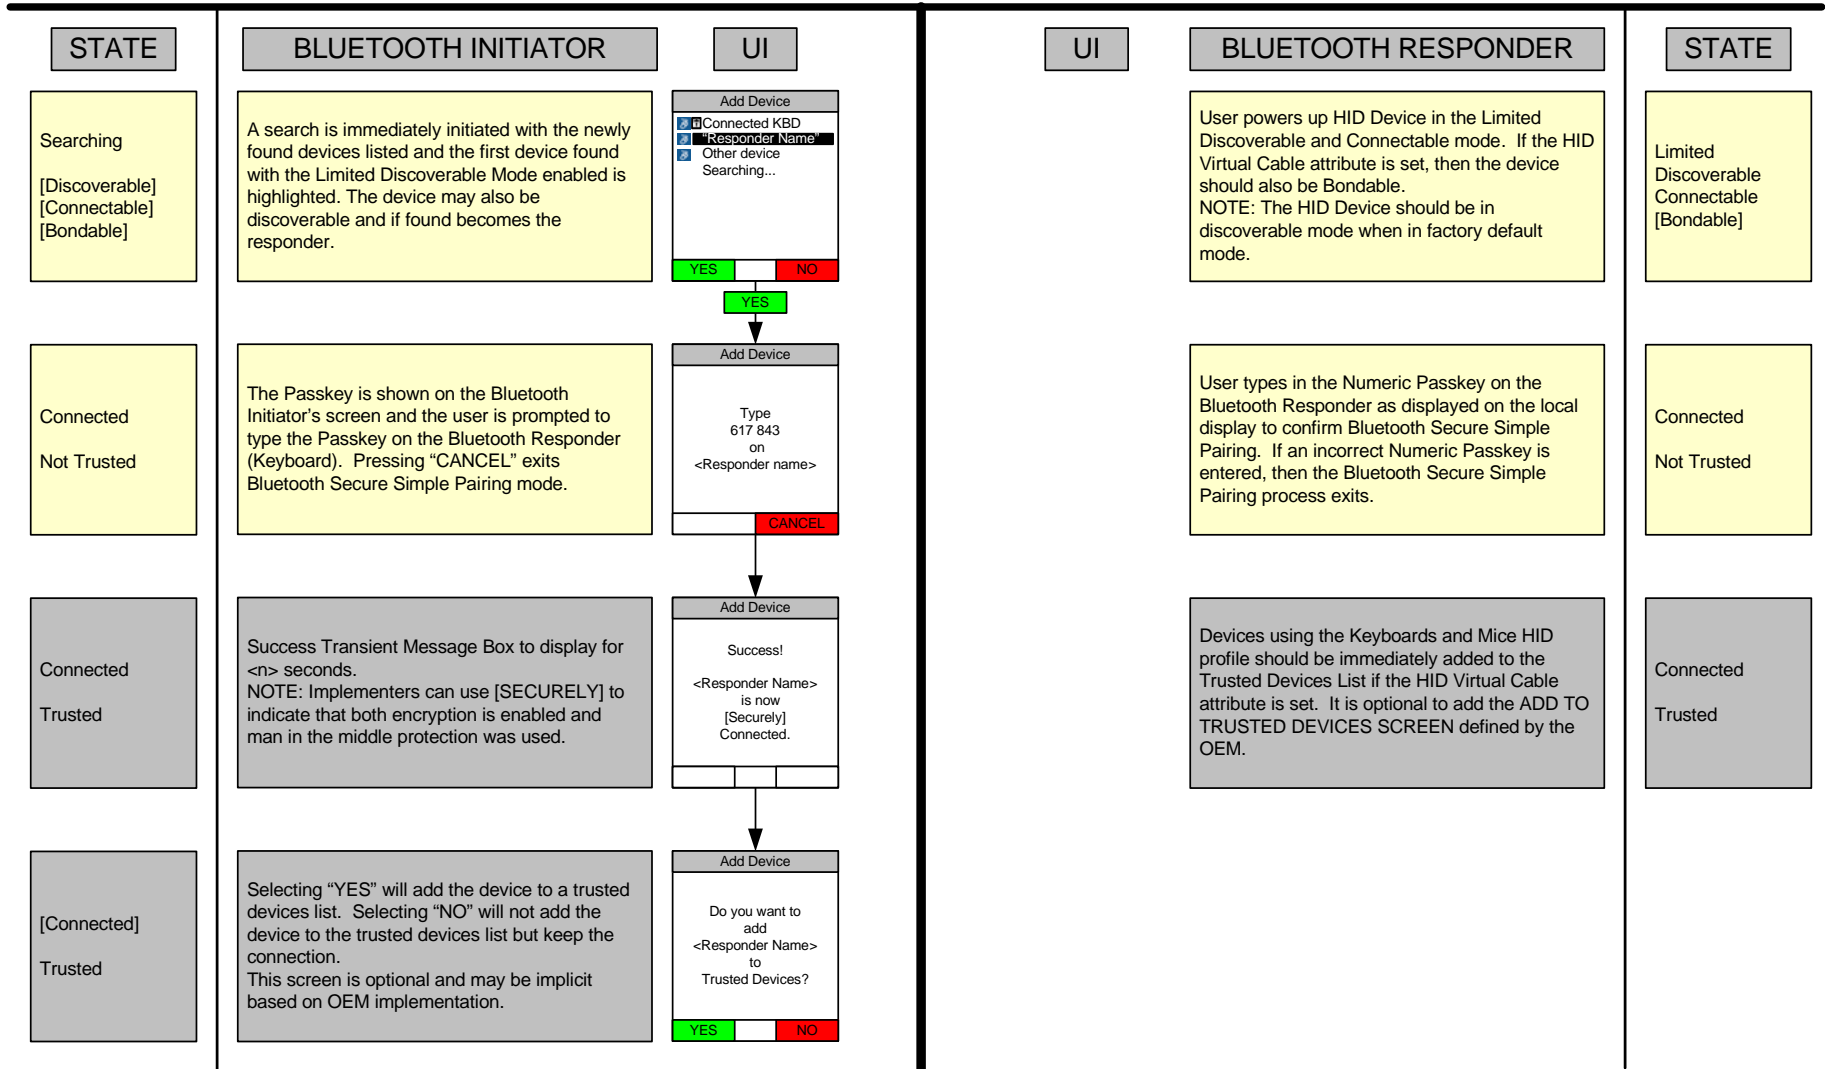 STATE
BLUETOOTH INITIATOR
UI
UI
BLUETOOTH RESPONDER
STATE
Searching
[Discoverable]
[Connectable]
[Bondable]
A search is immediately initiated with the newly
found devices listed and the first device found
with the Limited Discoverable Mode enabled is
highlighted. The device may also be
discoverable and if found becomes the
responder.
Add Device
Connected KBD
"Responder Name"
Other device
Searching...
YES
NO
YES
User powers up HID Device in the Limited
Discoverable and Connectable mode.  If the HID
Virtual Cable attribute is set, then the device
should also be Bondable.
NOTE: The HID Device should be in
discoverable mode when in factory default
mode.
Limited
Discoverable
Connectable
[Bondable]
Connected
Not Trusted
The Passkey is shown on the Bluetooth
Initiator’s screen and the user is prompted to
type the Passkey on the Bluetooth Responder
(Keyboard).  Pressing “CANCEL” exits
Bluetooth Secure Simple Pairing mode.
Add Device
Type
617 843
on
<Responder name>
CANCEL
User types in the Numeric Passkey on the
Bluetooth Responder as displayed on the local
display to confirm Bluetooth Secure Simple
Pairing.  If an incorrect Numeric Passkey is
entered, then the Bluetooth Secure Simple
Pairing process exits.
Connected
Not Trusted
Connected
Trusted
Success Transient Message Box to display for
<n> seconds.
NOTE: Implementers can use [SECURELY] to
indicate that both encryption is enabled and
man in the middle protection was used.
Add Device
Success!
<Responder Name>
is now
[Securely]
Connected.
Devices using the Keyboards and Mice HID
profile should be immediately added to the
Trusted Devices List if the HID Virtual Cable
attribute is set.  It is optional to add the ADD TO
TRUSTED DEVICES SCREEN defined by the
OEM.
Connected
Trusted
[Connected]
Trusted
Selecting “YES” will add the device to a trusted
devices list.  Selecting “NO” will not add the
device to the trusted devices list but keep the
connection.
This screen is optional and may be implicit
based on OEM implementation.
Add Device
Do you want to
add
<Responder Name>
to
Trusted Devices?
YES
NO